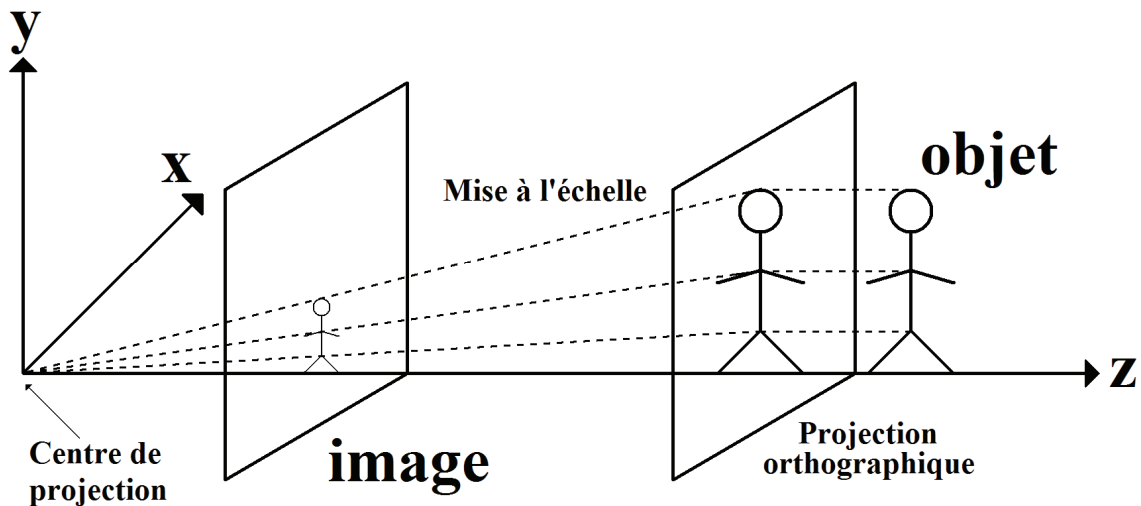 y
x
Mise à l'échelle
objet
z
Centre de
projection
image
Projection
orthographique